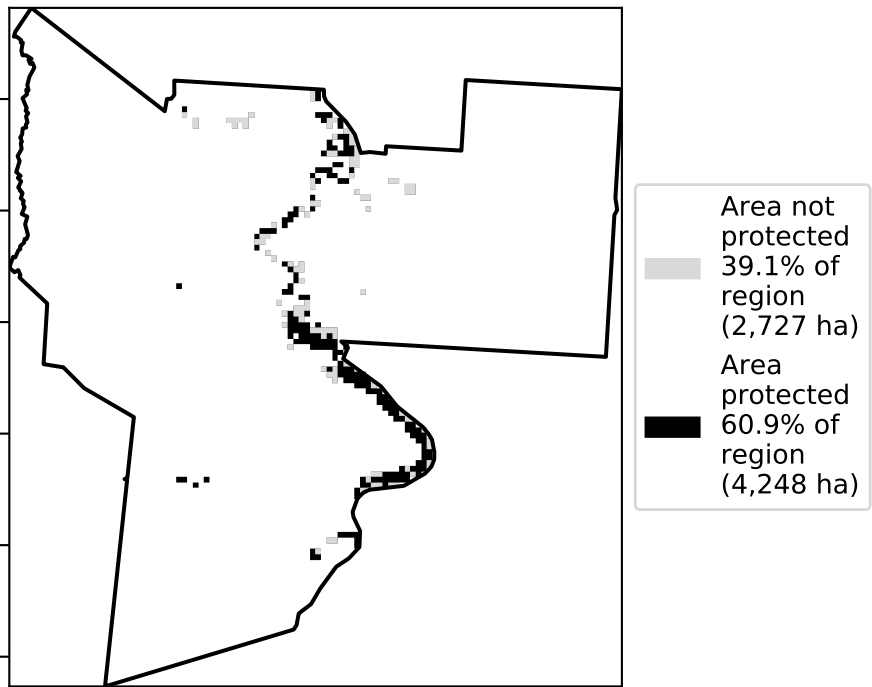 Area not
protected
39.1% of
region
(2,727 ha)
Area
protected
60.9% of
region
(4,248 ha)